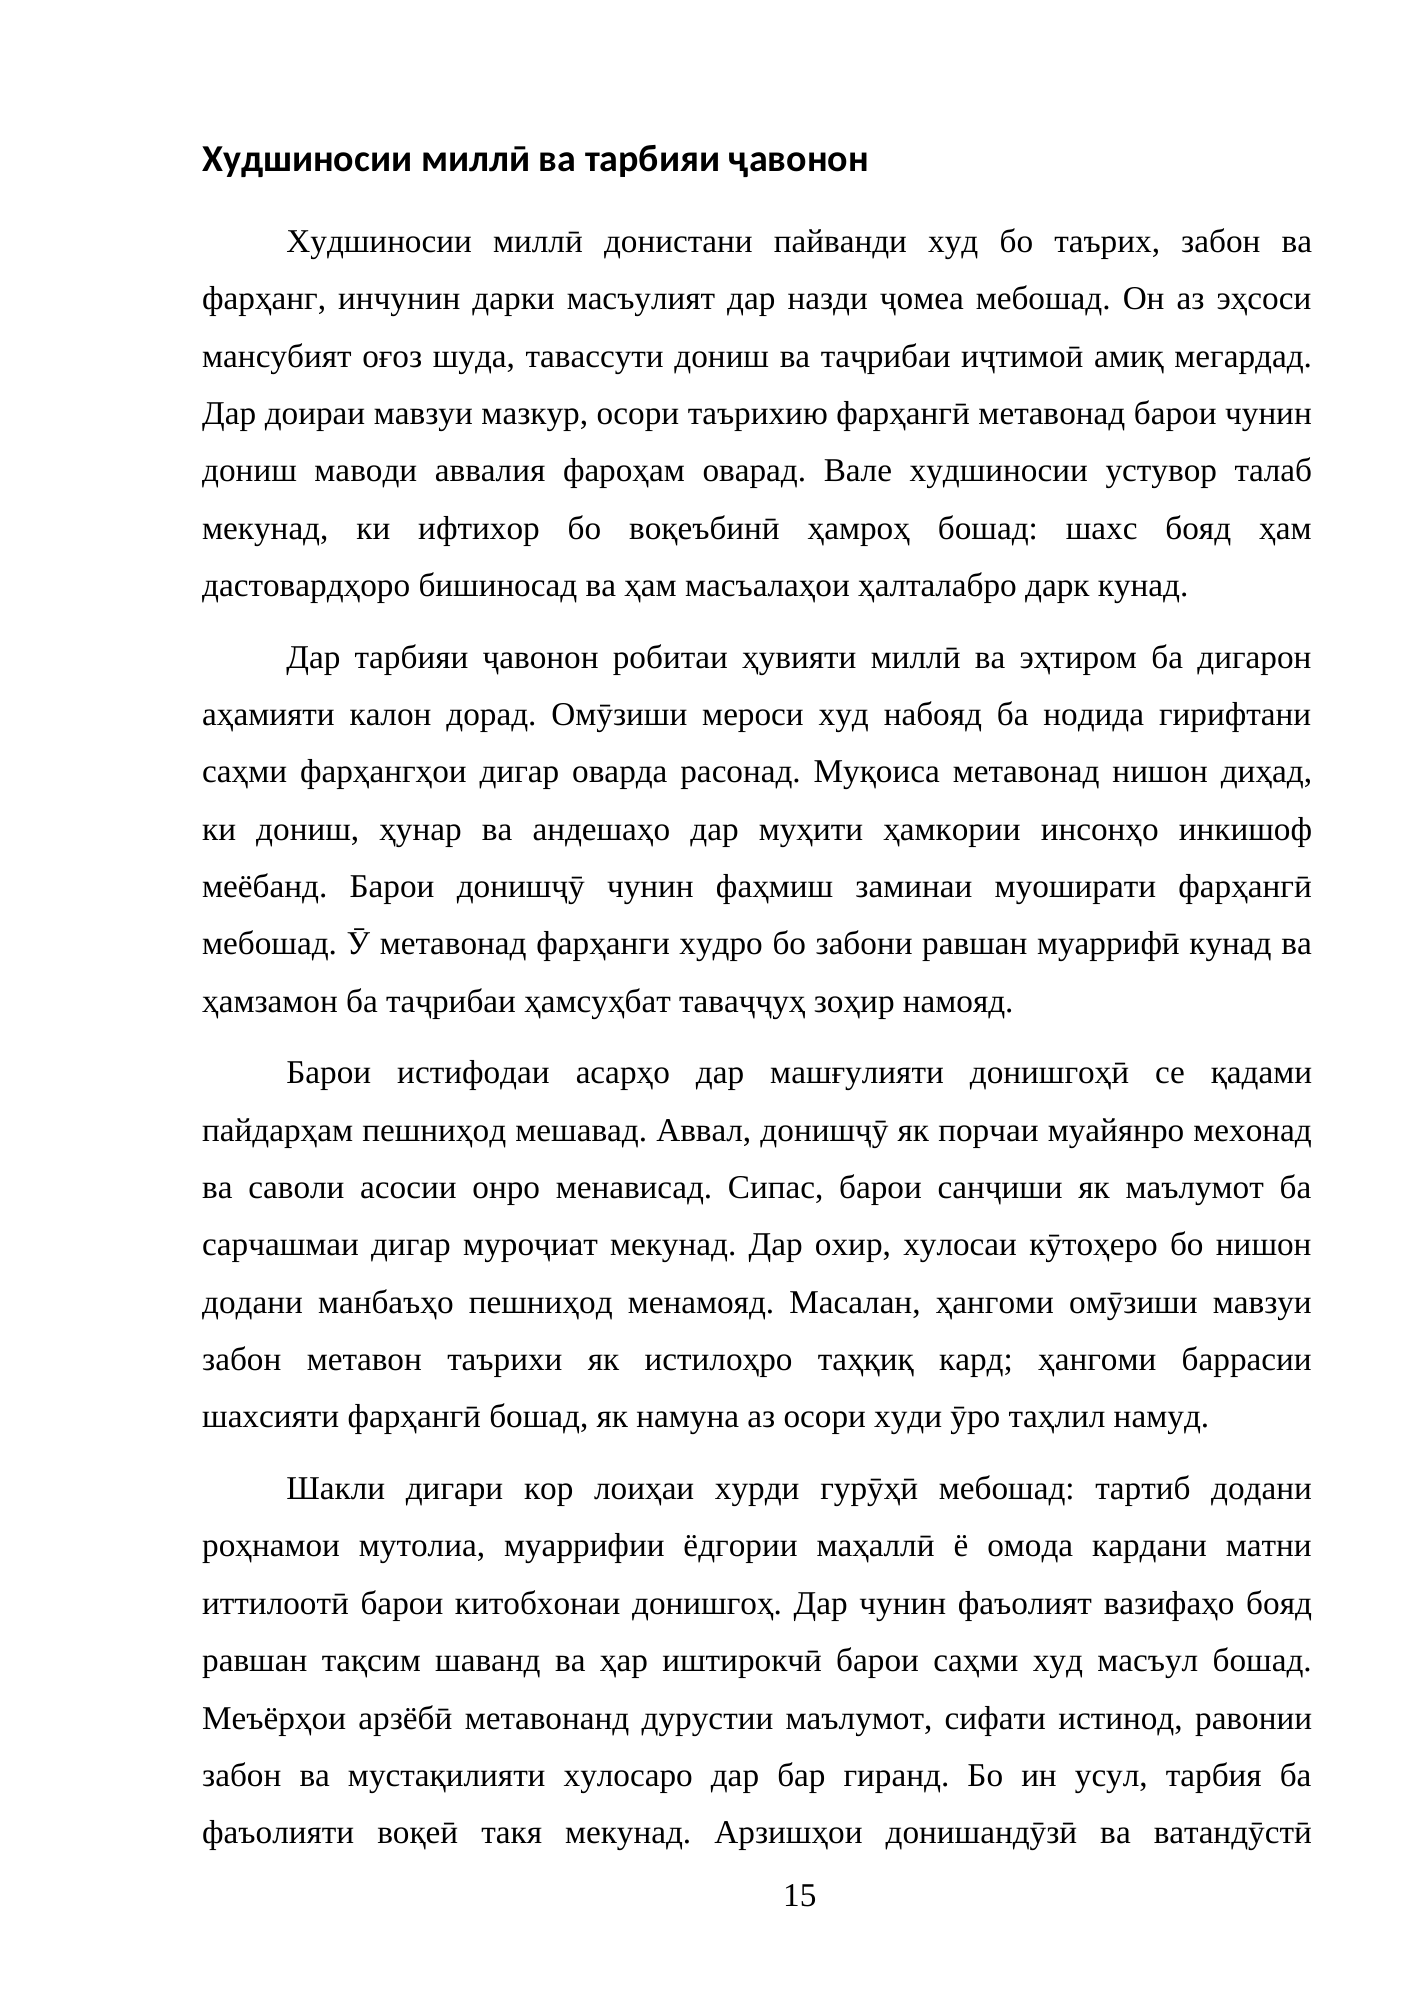 Худшиносии миллӣ ва тарбияи ҷавонон
Худшиносии миллӣ донистани пайванди худ бо таърих, забон ва
фарҳанг, инчунин дарки масъулият дар назди ҷомеа мебошад. Он аз эҳсоси
мансубият оғоз шуда, тавассути дониш ва таҷрибаи иҷтимоӣ амиқ мегардад.
Дар доираи мавзуи мазкур, осори таърихию фарҳангӣ метавонад барои чунин
дониш маводи аввалия фароҳам оварад. Вале худшиносии устувор талаб
мекунад, ки ифтихор бо воқеъбинӣ ҳамроҳ бошад: шахс бояд ҳам
дастовардҳоро бишиносад ва ҳам масъалаҳои ҳалталабро дарк кунад.
Дар тарбияи ҷавонон робитаи ҳувияти миллӣ ва эҳтиром ба дигарон
аҳамияти калон дорад. Омӯзиши мероси худ набояд ба нодида гирифтани
саҳми фарҳангҳои дигар оварда расонад. Муқоиса метавонад нишон диҳад,
ки дониш, ҳунар ва андешаҳо дар муҳити ҳамкории инсонҳо инкишоф
меёбанд. Барои донишҷӯ чунин фаҳмиш заминаи муоширати фарҳангӣ
мебошад. Ӯ метавонад фарҳанги худро бо забони равшан муаррифӣ кунад ва
ҳамзамон ба таҷрибаи ҳамсуҳбат таваҷҷуҳ зоҳир намояд.
Барои истифодаи асарҳо дар машғулияти донишгоҳӣ се қадами
пайдарҳам пешниҳод мешавад. Аввал, донишҷӯ як порчаи муайянро мехонад
ва саволи асосии онро менависад. Сипас, барои санҷиши як маълумот ба
сарчашмаи дигар муроҷиат мекунад. Дар охир, хулосаи кӯтоҳеро бо нишон
додани манбаъҳо пешниҳод менамояд. Масалан, ҳангоми омӯзиши мавзуи
забон метавон таърихи як истилоҳро таҳқиқ кард; ҳангоми баррасии
шахсияти фарҳангӣ бошад, як намуна аз осори худи ӯро таҳлил намуд.
Шакли дигари кор лоиҳаи хурди гурӯҳӣ мебошад: тартиб додани
роҳнамои мутолиа, муаррифии ёдгории маҳаллӣ ё омода кардани матни
иттилоотӣ барои китобхонаи донишгоҳ. Дар чунин фаъолият вазифаҳо бояд
равшан тақсим шаванд ва ҳар иштирокчӣ барои саҳми худ масъул бошад.
Меъёрҳои арзёбӣ метавонанд дурустии маълумот, сифати истинод, равонии
забон ва мустақилияти хулосаро дар бар гиранд. Бо ин усул, тарбия ба
фаъолияти воқеӣ такя мекунад. Арзишҳои донишандӯзӣ ва ватандӯстӣ
15